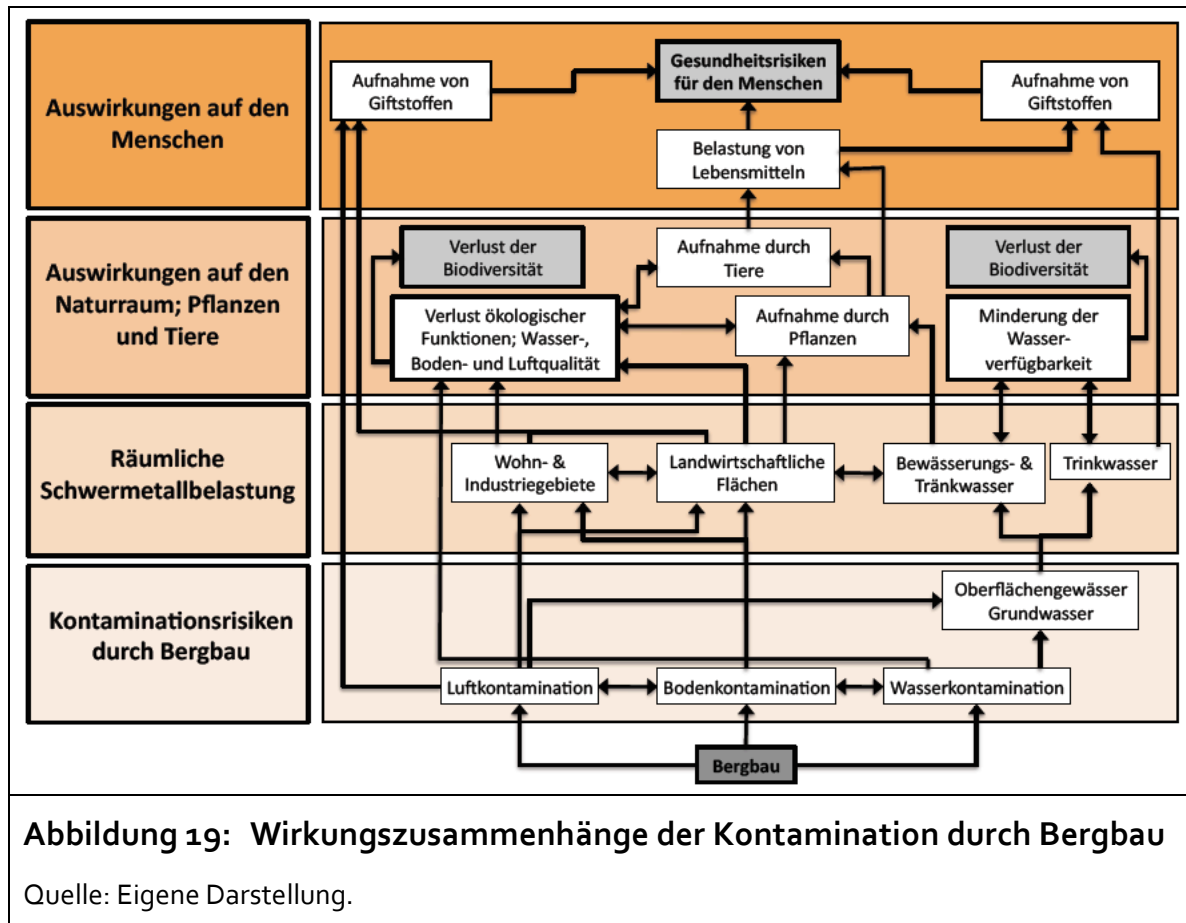 Auswirkungen auf den
Menschen
Aufnahme von
Giftstoffen
Gesundheitsrisiken
für den Menschen
Aufnahme von
Giftstoffen
Belastung von
Lebensmitteln
Auswirkungen auf den
Naturraum; Pflanzen
und Tiere
Verlust der
Biodiversität
Aufnahme durch
Tiere
Verlust der
Biodiversität
Verlust ökologischer
Funktionen; Wasser-,
Boden- und Luftqualität
Aufnahme durch
Pflanzen
Minderung der
Wasser-
verfügbarkeit
Räumliche
Schwermetallbelastung
Wohn- &
Industriegebiete
Landwirtschaftliche
Flächen
Bewässerungs- &
Tränkwasser
Trinkwasser
Kontaminationsrisiken
durch Bergbau
Oberflächengewässer
Grundwasser
Luftkontamination
Bodenkontamination
Wasserkontamination
Bergbau
Abbildung 19: Wirkungszusammenhänge der Kontamination durch Bergbau
Quelle: Eigene Darstellung.